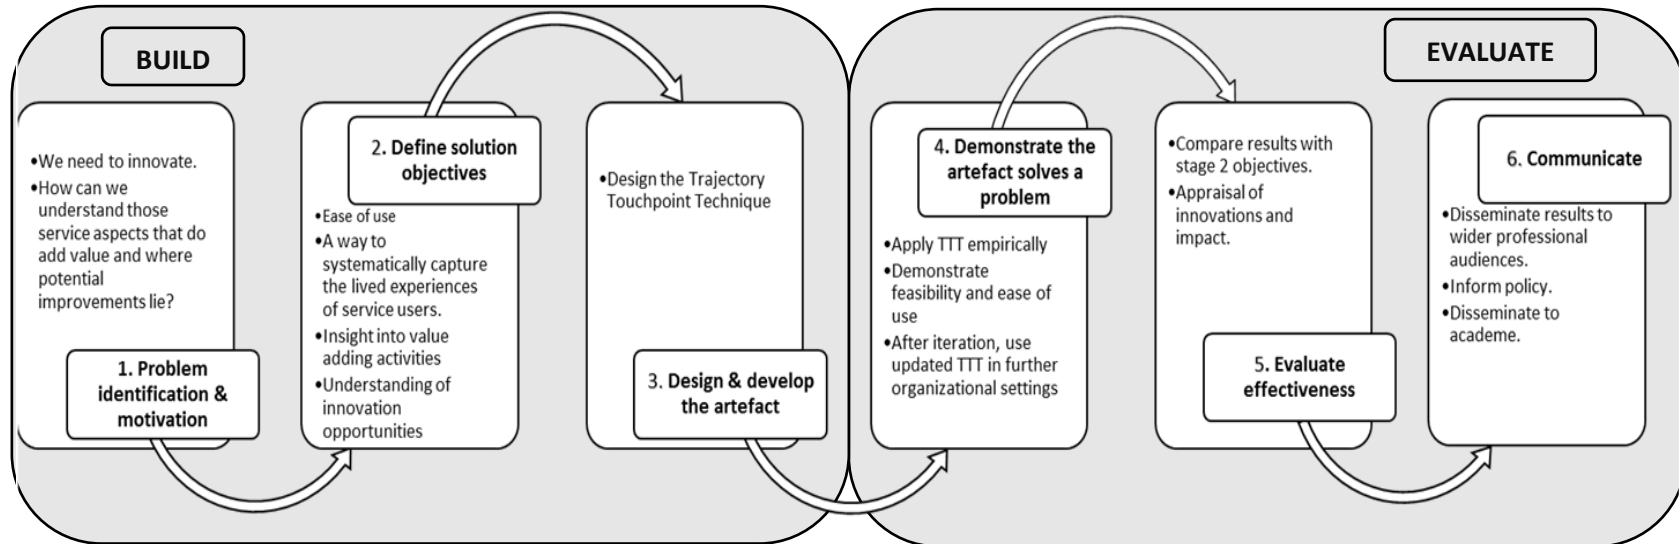 BUILD
•We need to innovate.
•How can we
understand those
service aspects that do
add value and where
potential
improvements lie?
1. Problem
identification &
motivation
2. Define solution
objectives
•Ease of use
•A way to
systematically capture
the lived experiences
of service users.
•Insight into value
adding activities
•Understanding of
innovation
opportunities
•Design the Trajectory
Touchpoint Technique
3. Design & develop
the artefact
EVALUATE
4. Demonstrate the
artefact solves a
problem
•Apply TTT empirically
•Demonstrate
feasibility and ease of
use
•After iteration, use
updated TTT in further
organizational settings
•Compare results with
stage 2 objectives.
•Appraisal of
innovations and
impact.
5. Evaluate
effectiveness
6. Communicate
•Disseminate results to
wider professional
audiences.
•Inform policy.
•Disseminate to
academe.